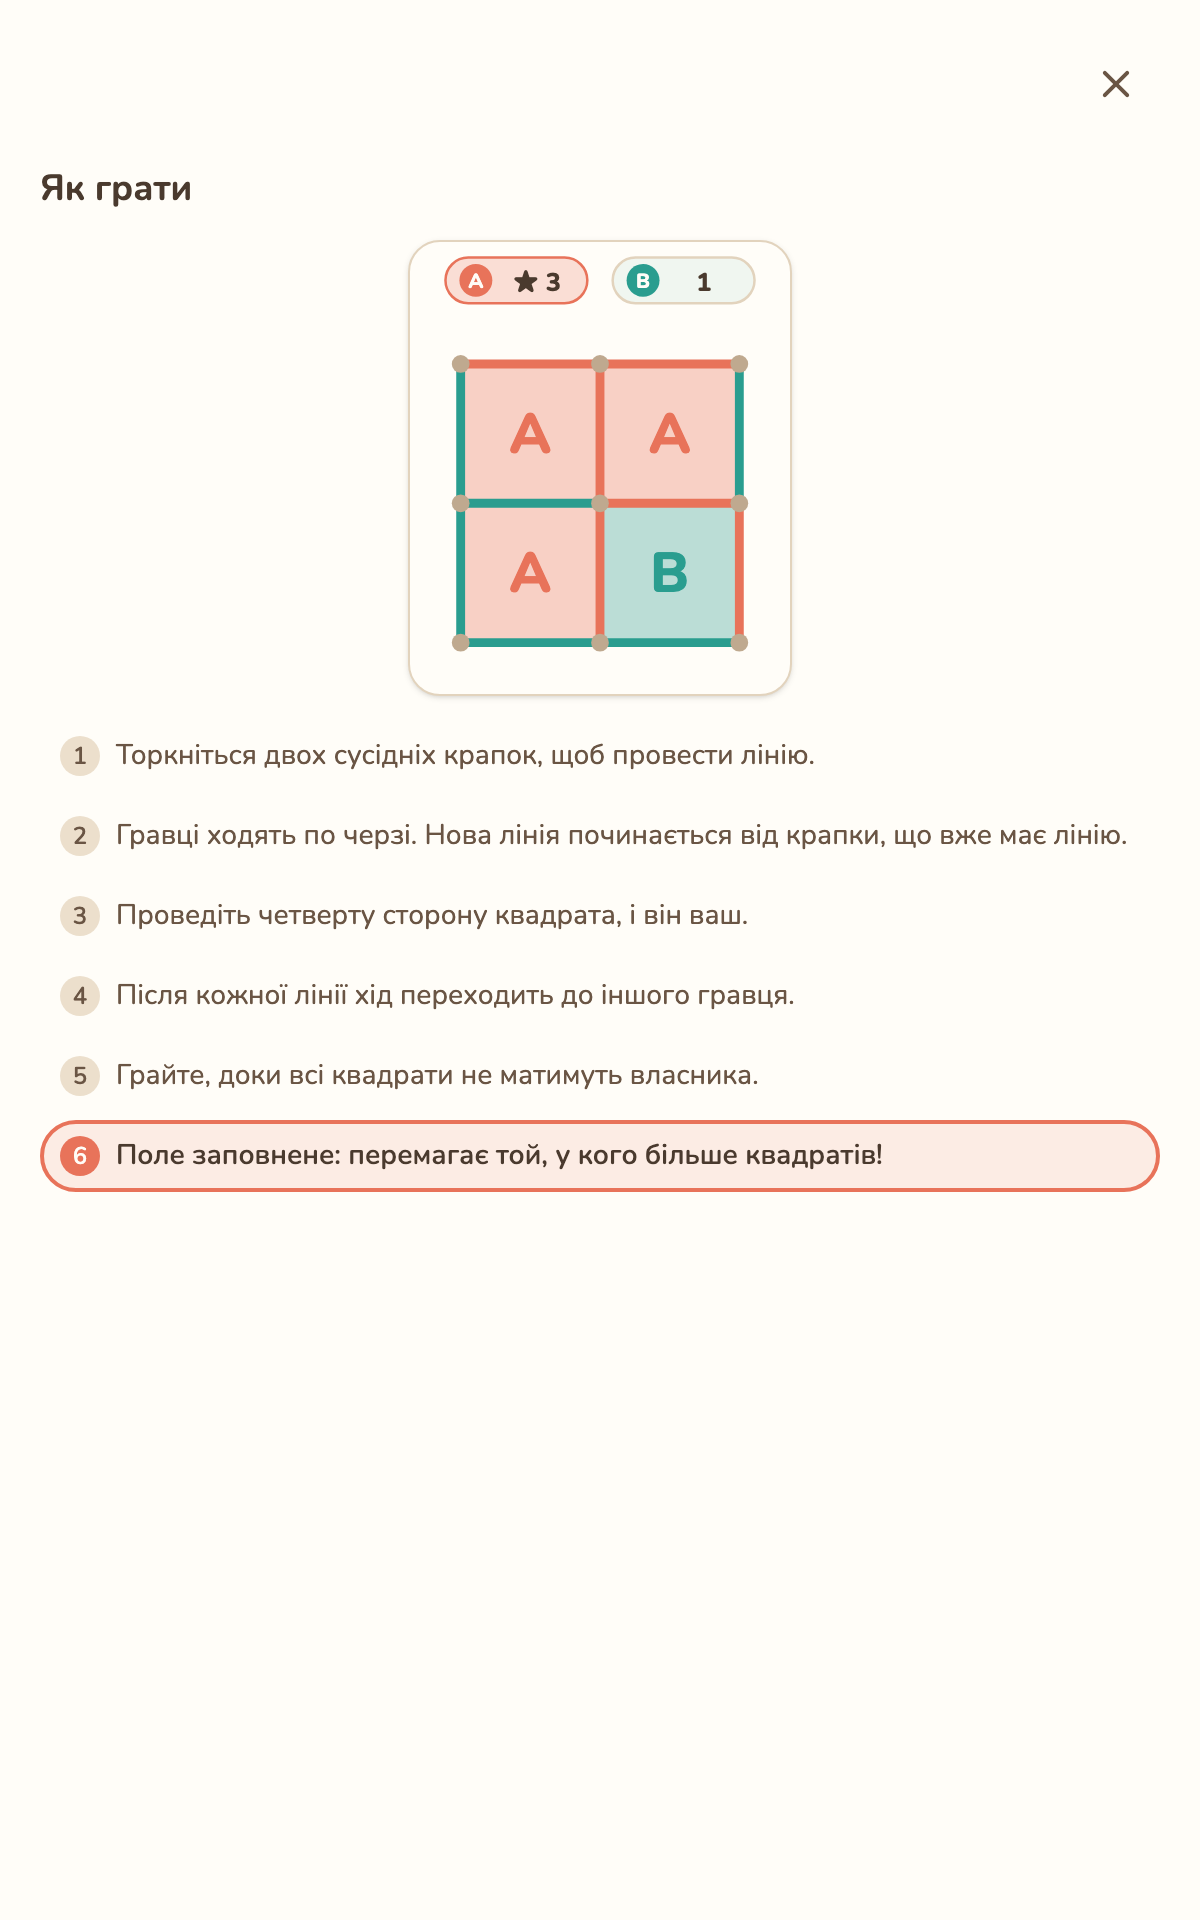 Як грати
A ★ 3 B 1
A A
A B
1 Торкніться двох сусідніх крапок, щоб провести лінію.
2 Гравці ходять по черзі. Нова лінія починається від крапки, що вже має лінію.
3 Проведіть четверту сторону квадрата, і він ваш.
4 Після кожної лінії хід переходить до іншого гравця.
5 Грайте, доки всі квадрати не матимуть власника.
6 Поле заповнене: перемагає той, у кого більше квадратів!